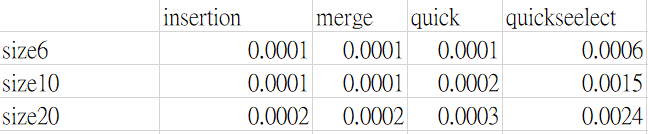 insertion merge quick quickseelect
size6 0.0001 0.0001 0.0001 0.0006
size10 0.0001 0.0001 0.0002 0.0015
size20 0.0002 0.0002 0.0003 0.0024